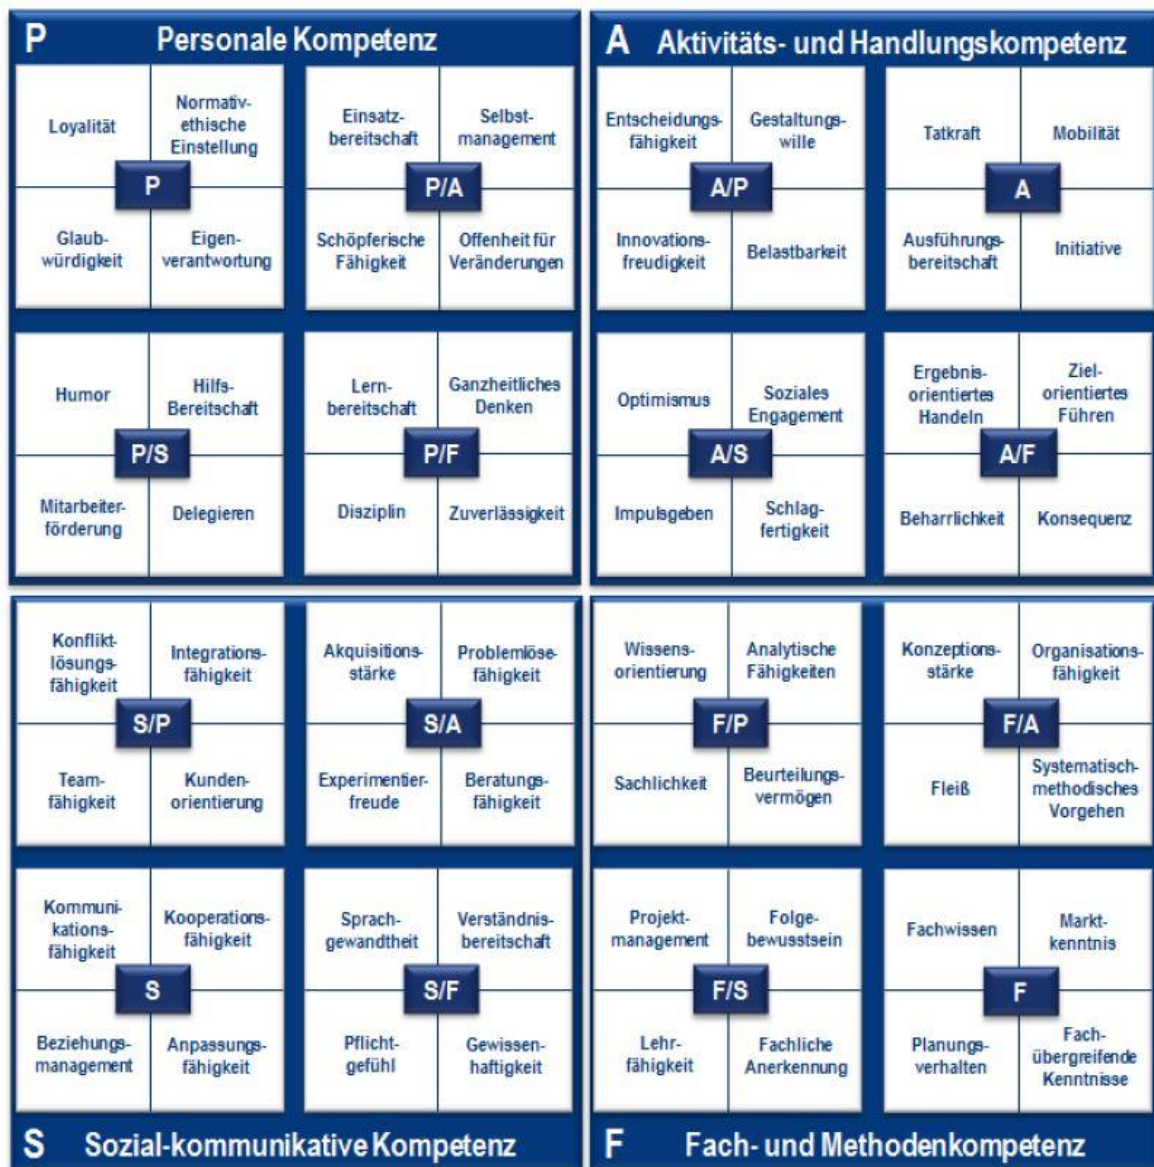 P Personale Kompetenz
Loyalität
Normativ-
ethische
Einstellung
P
Glaub-
würdigkeit
Eigen-
verantwortung
Einsatz-
bereitschaft
Selbst-
management
P/A
Schöpferische
Fähigkeit
Offenheit für
Veränderungen
Humor
Hilfs-
Bereitschaft
P/S
Mitarbeiter-
förderung
Delegieren
Lern-
bereitschaft
Ganzheitliches
Denken
P/F
Disziplin
Zuverlässigkeit
A Aktivitäts- und Handlungskompetenz
Entscheidungs-
fähigkeit
Gestaltungs-
wille
A/P
Innovations-
freudigkeit
Belastbarkeit
Tatkraft
Mobilität
A
Ausführungs-
bereitschaft
Initiative
Optimismus
Soziales
Engagement
A/S
Impulsgeben
Schlag-
fertigkeit
Ergebnis-
orientiertes
Handeln
Ziel-
orientiertes
Führen
A/F
Beharrlichkeit
Konsequenz
Konflikt-
lösungs-
fähigkeit
Integrations-
fähigkeit
S/P
Team-
fähigkeit
Kunden-
orientierung
Akquisitions-
stärke
Problemlöse-
fähigkeit
S/A
Experimentier-
freude
Beratungs-
fähigkeit
Kommuni-
kations-
fähigkeit
Kooperations-
fähigkeit
S
Beziehungs-
management
Anpassungs-
fähigkeit
Sprach-
gewandtheit
Verständnis-
bereitschaft
S/F
Pflicht-
gefühl
Gewissen-
haftigkeit
S Sozial-kommunikative Kompetenz
Wissens-
orientierung
Analytische
Fähigkeiten
F/P
Sachlichkeit
Beurteilungs-
vermögen
Konzeptions-
stärke
Organisations-
fähigkeit
F/A
Fleiß
Systematisch-
methodisches
Vorgehen
Projekt-
management
Folge-
bewusstsein
F/S
Lehr-
fähigkeit
Fachliche
Anerkennung
Fachwissen
Markt-
kenntnis
F
Planungs-
verhalten
Fach-
übergreifende
Kenntnisse
F Fach- und Methodenkompetenz